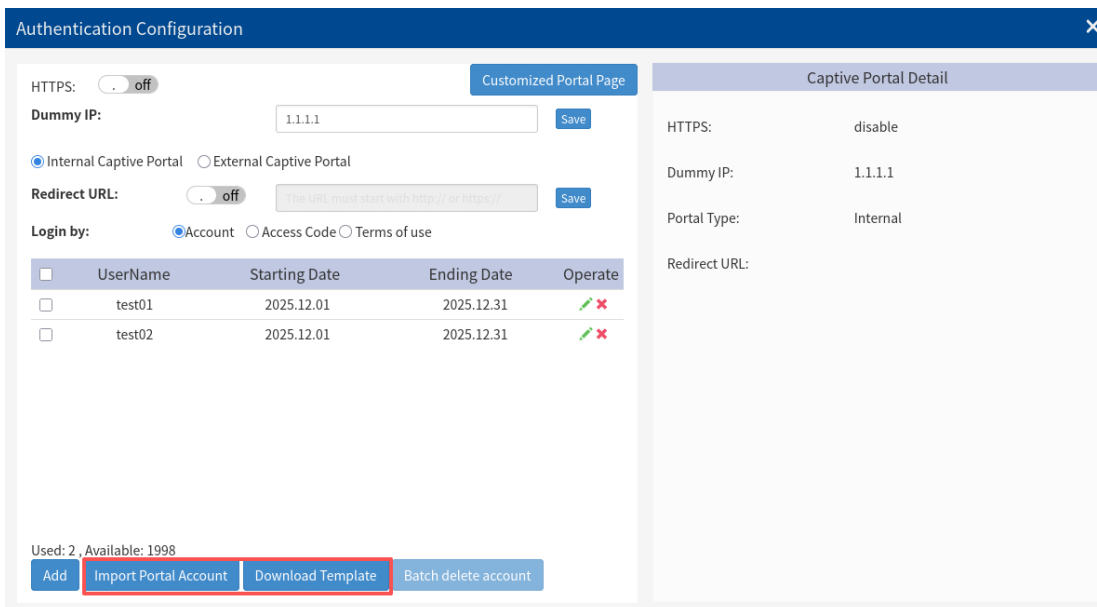 Authentication Configuration
HTTPS: . off Customized Portal Page
Dummy IP: 1.1.1.1 Save
Internal Captive Portal External Captive Portal
Redirect URL: . off The URL must start with http:// or https:// Save
Login by: Account Access Code Terms of use
UserName Starting Date Ending Date Operate
test01 2025.12.01 2025.12.31
test02 2025.12.01 2025.12.31
Used: 2 , Available: 1998
Add Import Portal Account Download Template Batch delete account
Captive Portal Detail
HTTPS: disable
Dummy IP: 1.1.1.1
Portal Type: Internal
Redirect URL: